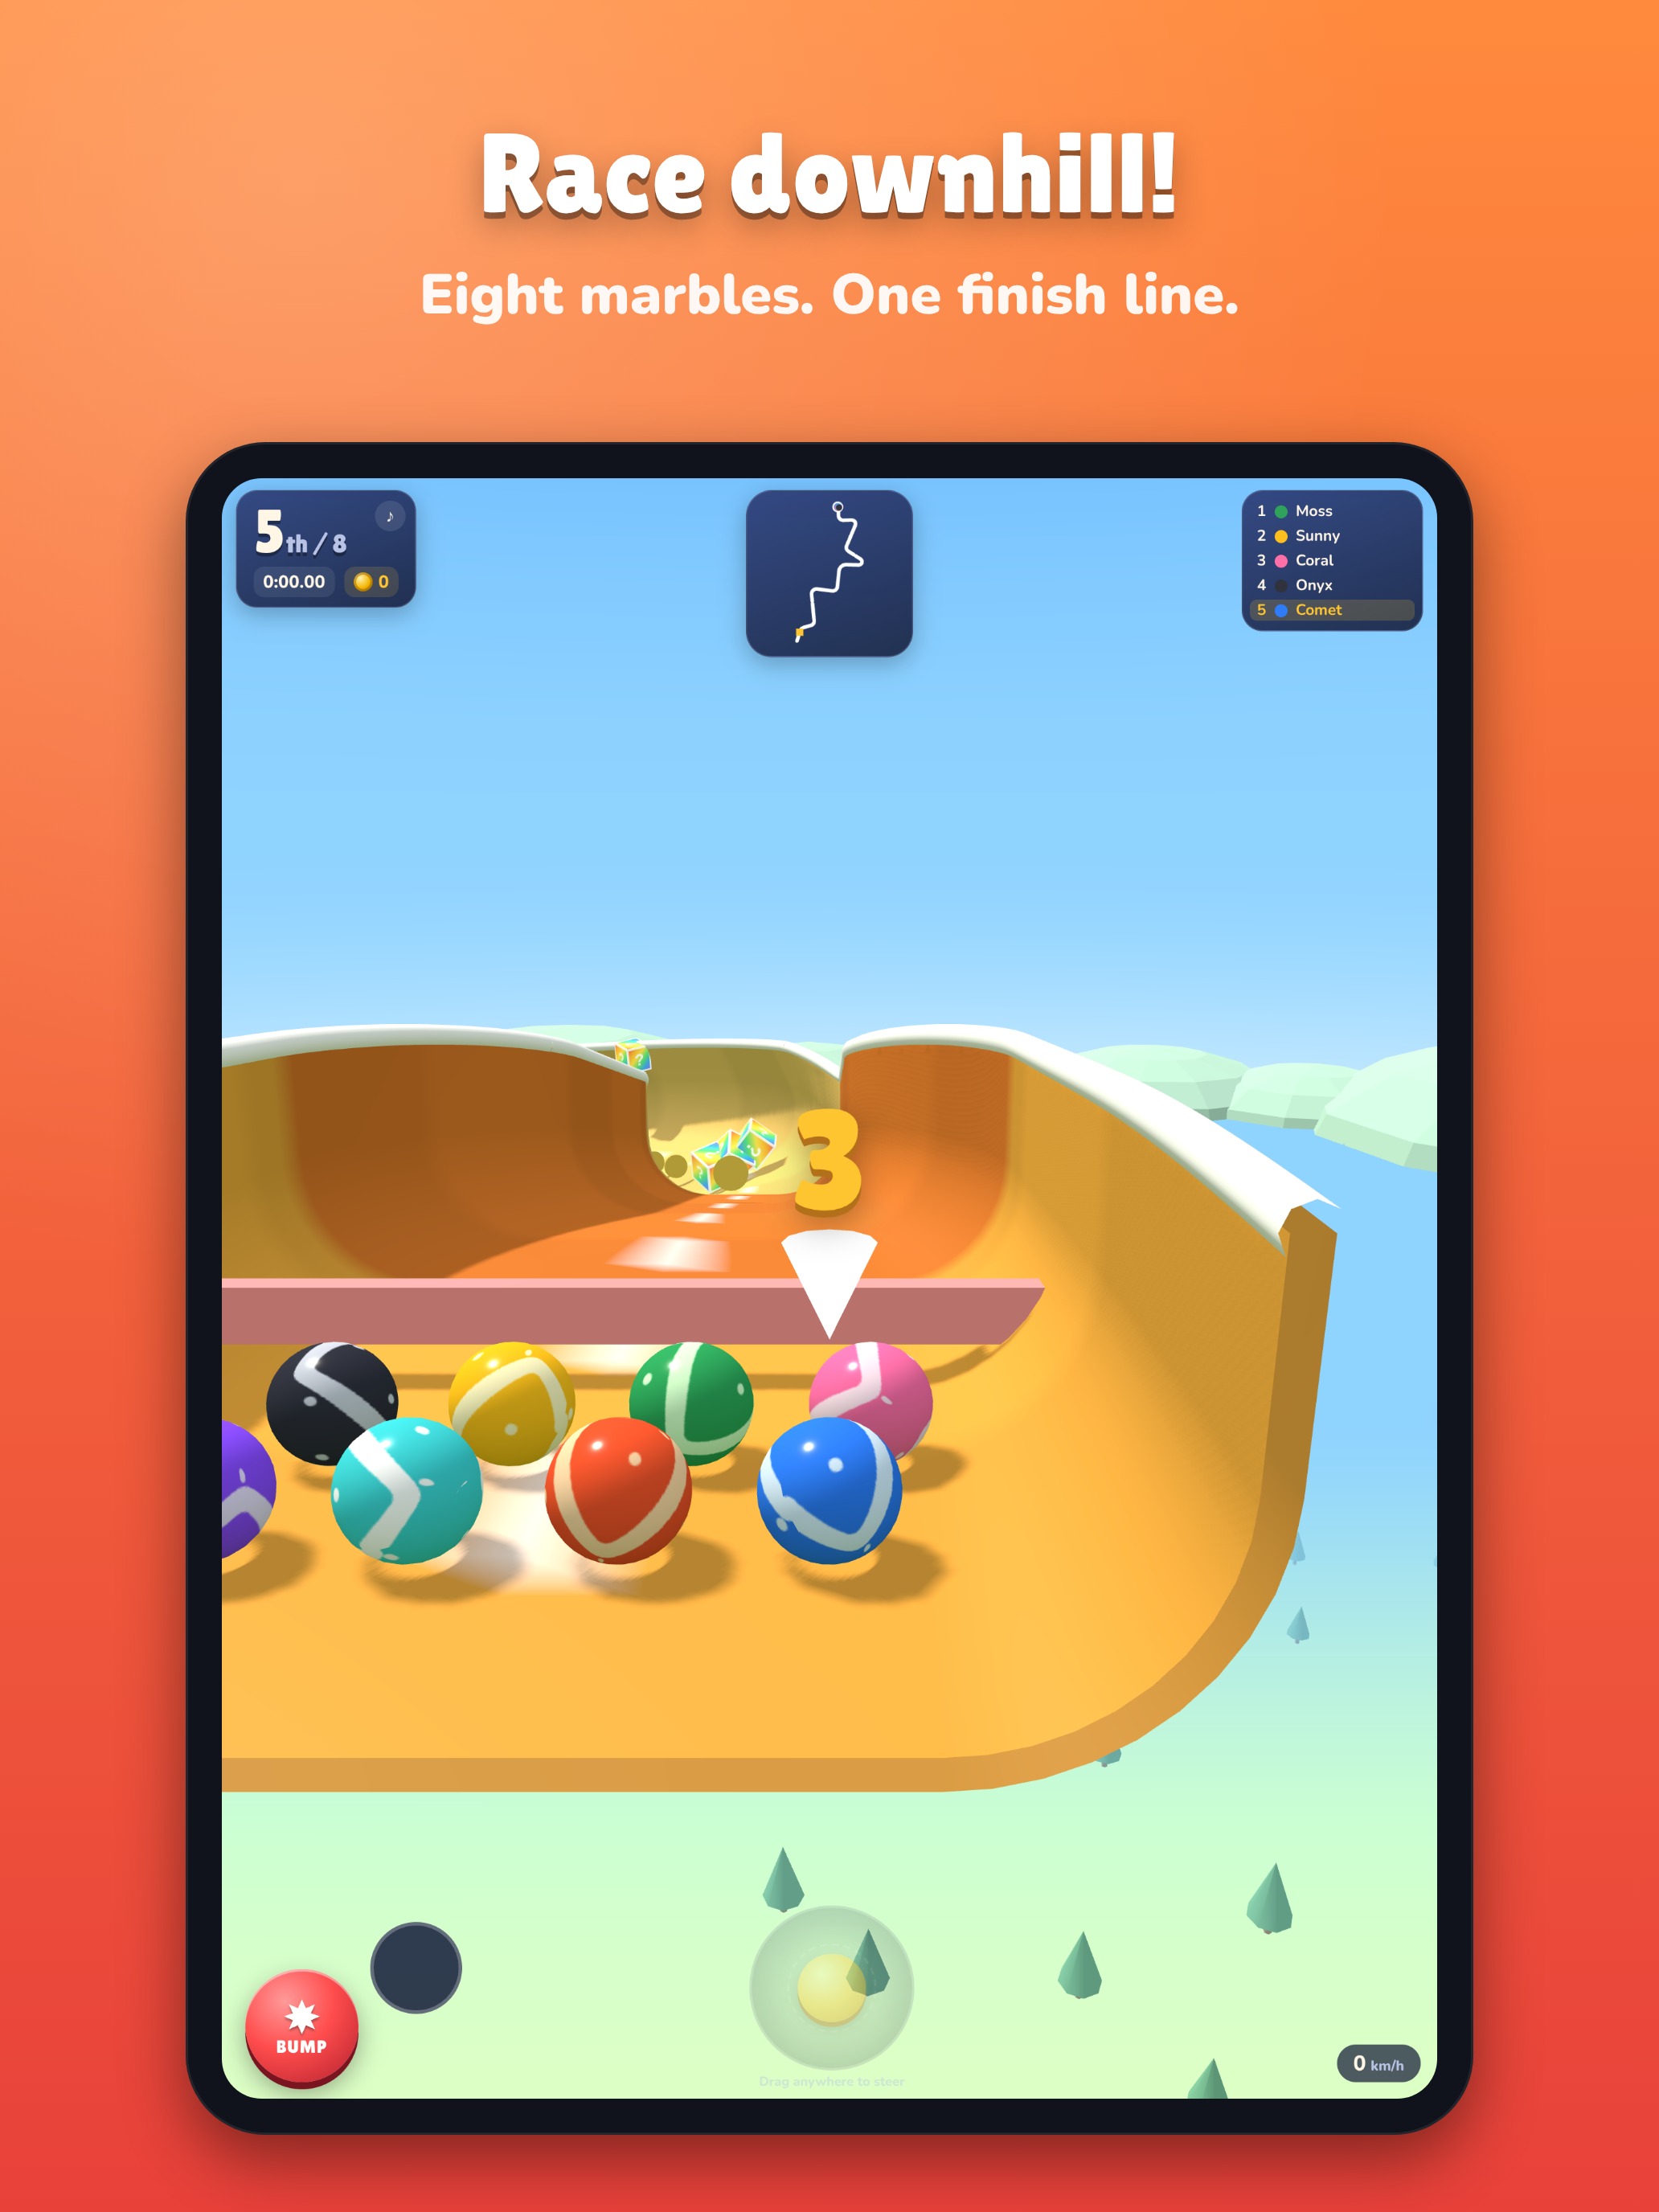 Race downhill!
Eight marbles. One finish line.
5th / 8
♪
0:00.00
0
1 Moss
2 Sunny
3 Coral
4 Onyx
5 Comet
3
BUMP
Drag anywhere to steer
0 km/h